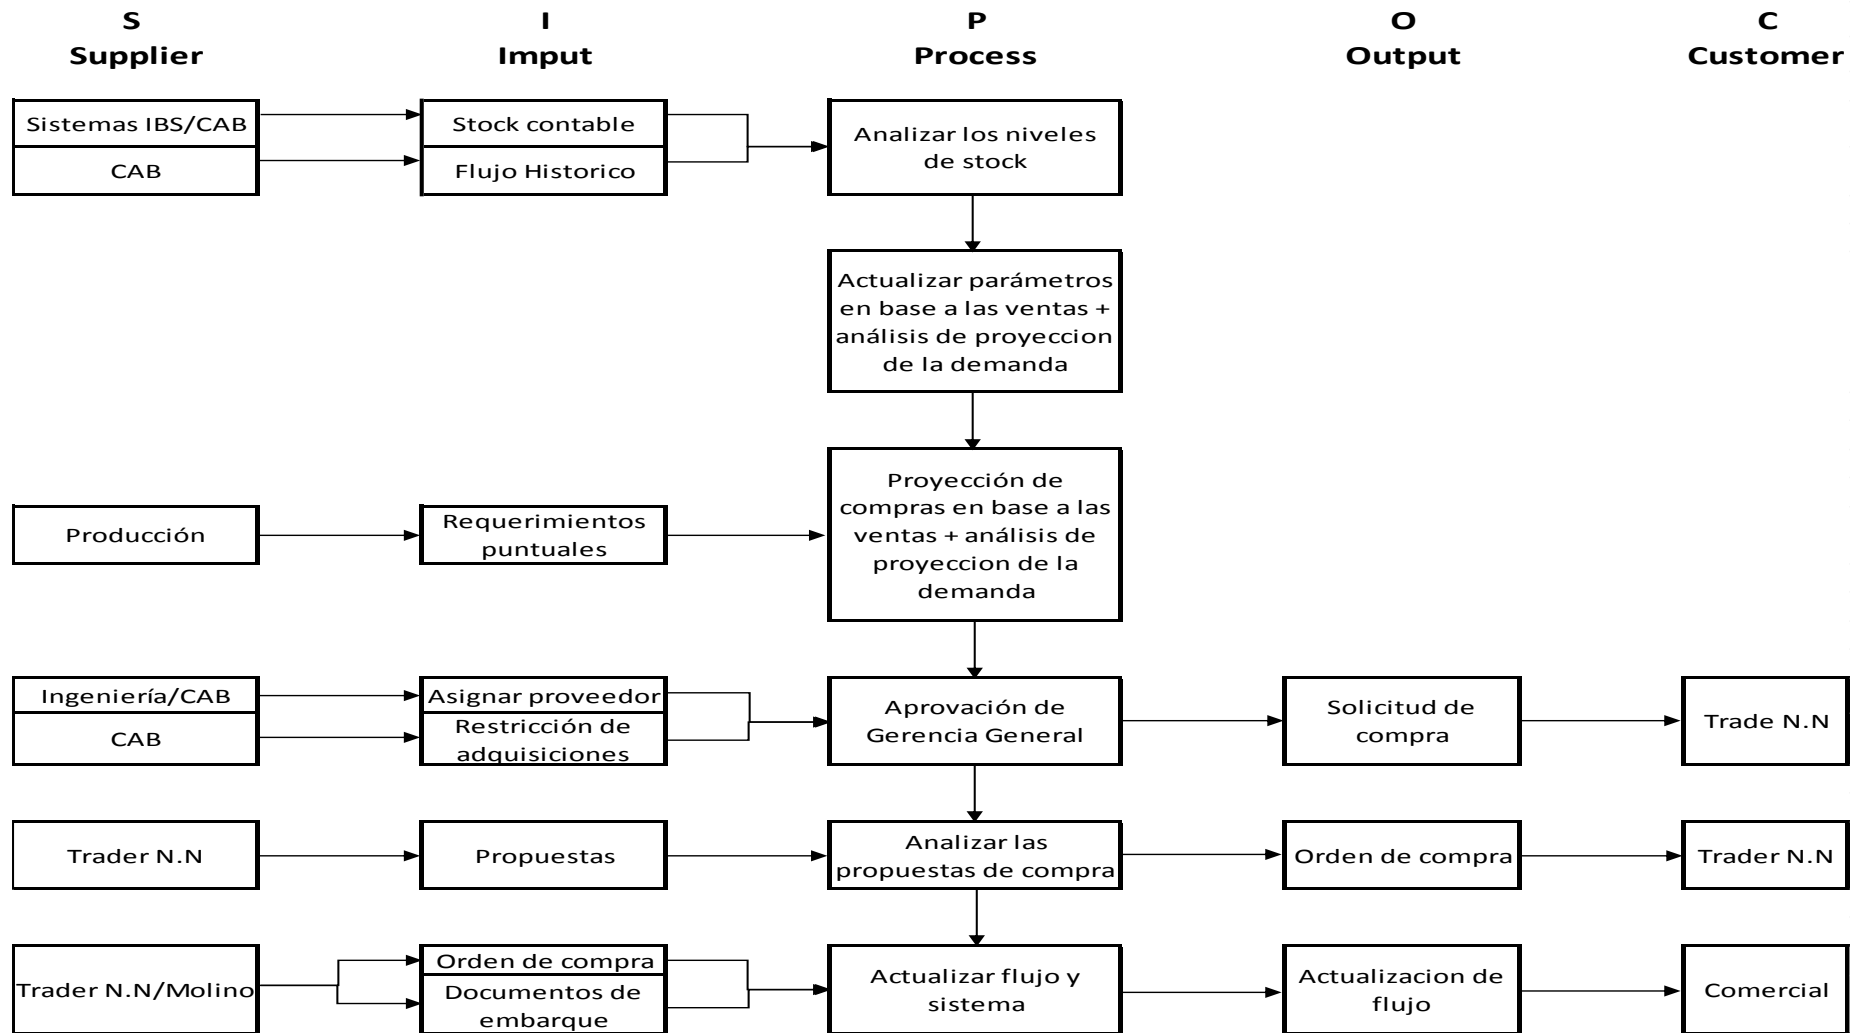 S
I
P
O
C
Supplier
Imput
Process
Output
Customer
Sistemas IBS/CAB
CAB
Stock contable
Flujo Historico
Analizar los niveles
de stock
Actualizar parámetros
en base a las ventas +
análisis de proyeccion
de la demanda
Producción
Requerimientos
puntuales
Proyección de
compras en base a las
ventas + análisis de
proyeccion de la
demanda
Ingeniería/CAB
CAB
Asignar proveedor
Restricción de
adquisiciones
Aprovación de
Gerencia General
Solicitud de
compra
Trade N.N
Trader N.N
Propuestas
Analizar las
propuestas de compra
Orden de compra
Trader N.N
Trader N.N/Molino
Orden de compra
Documentos de
embarque
Actualizar flujo y
sistema
Actualizacion de
flujo
Comercial